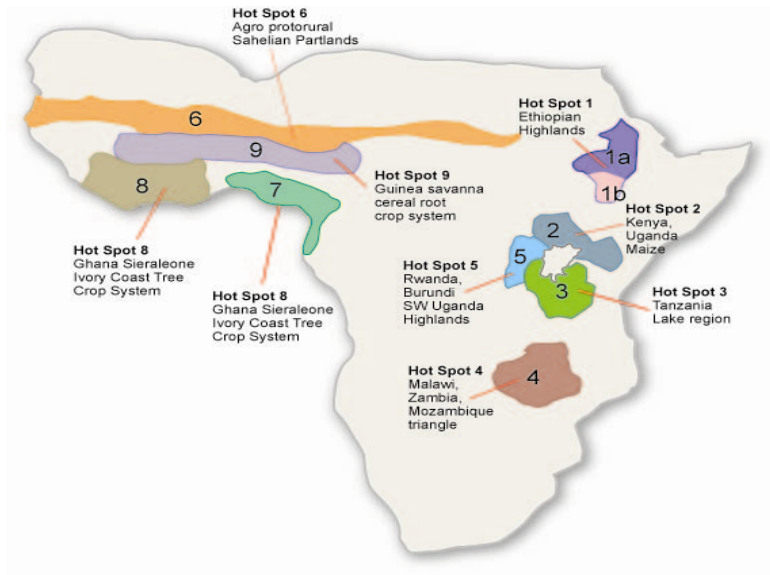 Hot Spot 6
Agro protorural
Sahelian Partlands
Hot Spot 1
Ethiopian
Highlands
6
1a
9
Hot Spot 9
Guinea savanna
cereal root
crop system
8
7
1b
Hot Spot 2
Kenya,
Uganda
Maize
2
Hot Spot 8
Ghana Sieraleone
Ivory Coast Tree
Crop System
Hot Spot 8
Ghana Sieraleone
Ivory Coast Tree
Crop System
5
Hot Spot 5
Rwanda,
Burundi
SW Uganda
Highlands
3
Hot Spot 3
Tanzania
Lake region
Hot Spot 4
Malawi,
Zambia,
Mozambique
triangle
4